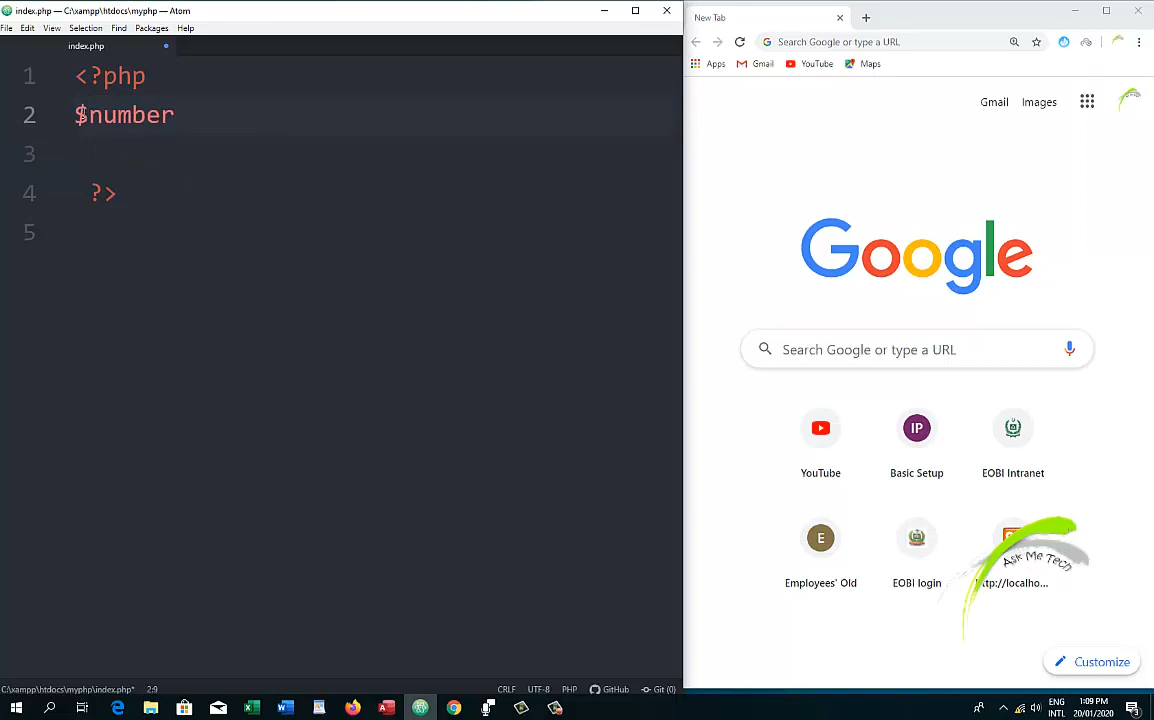 index.php — C:\xampp\htdocs\myphp — Atom
File Edit View Selection Find Packages Help
index.php
1 <?php
2 $number
3
4 ?>
5
C:\xampp\htdocs\myphp\index.php* 2:9 CRLF UTF-8 PHP GitHub Git (0)
New Tab
Search Google or type a URL
Apps Gmail YouTube Maps
Gmail Images
Google
Search Google or type a URL
IP
YouTube Basic Setup EOBI Intranet
E
Employees' Old EOBI login http://localho...
Ask Me Tech
Customize
ENG
INTL
1:09 PM
20/01/2020
3